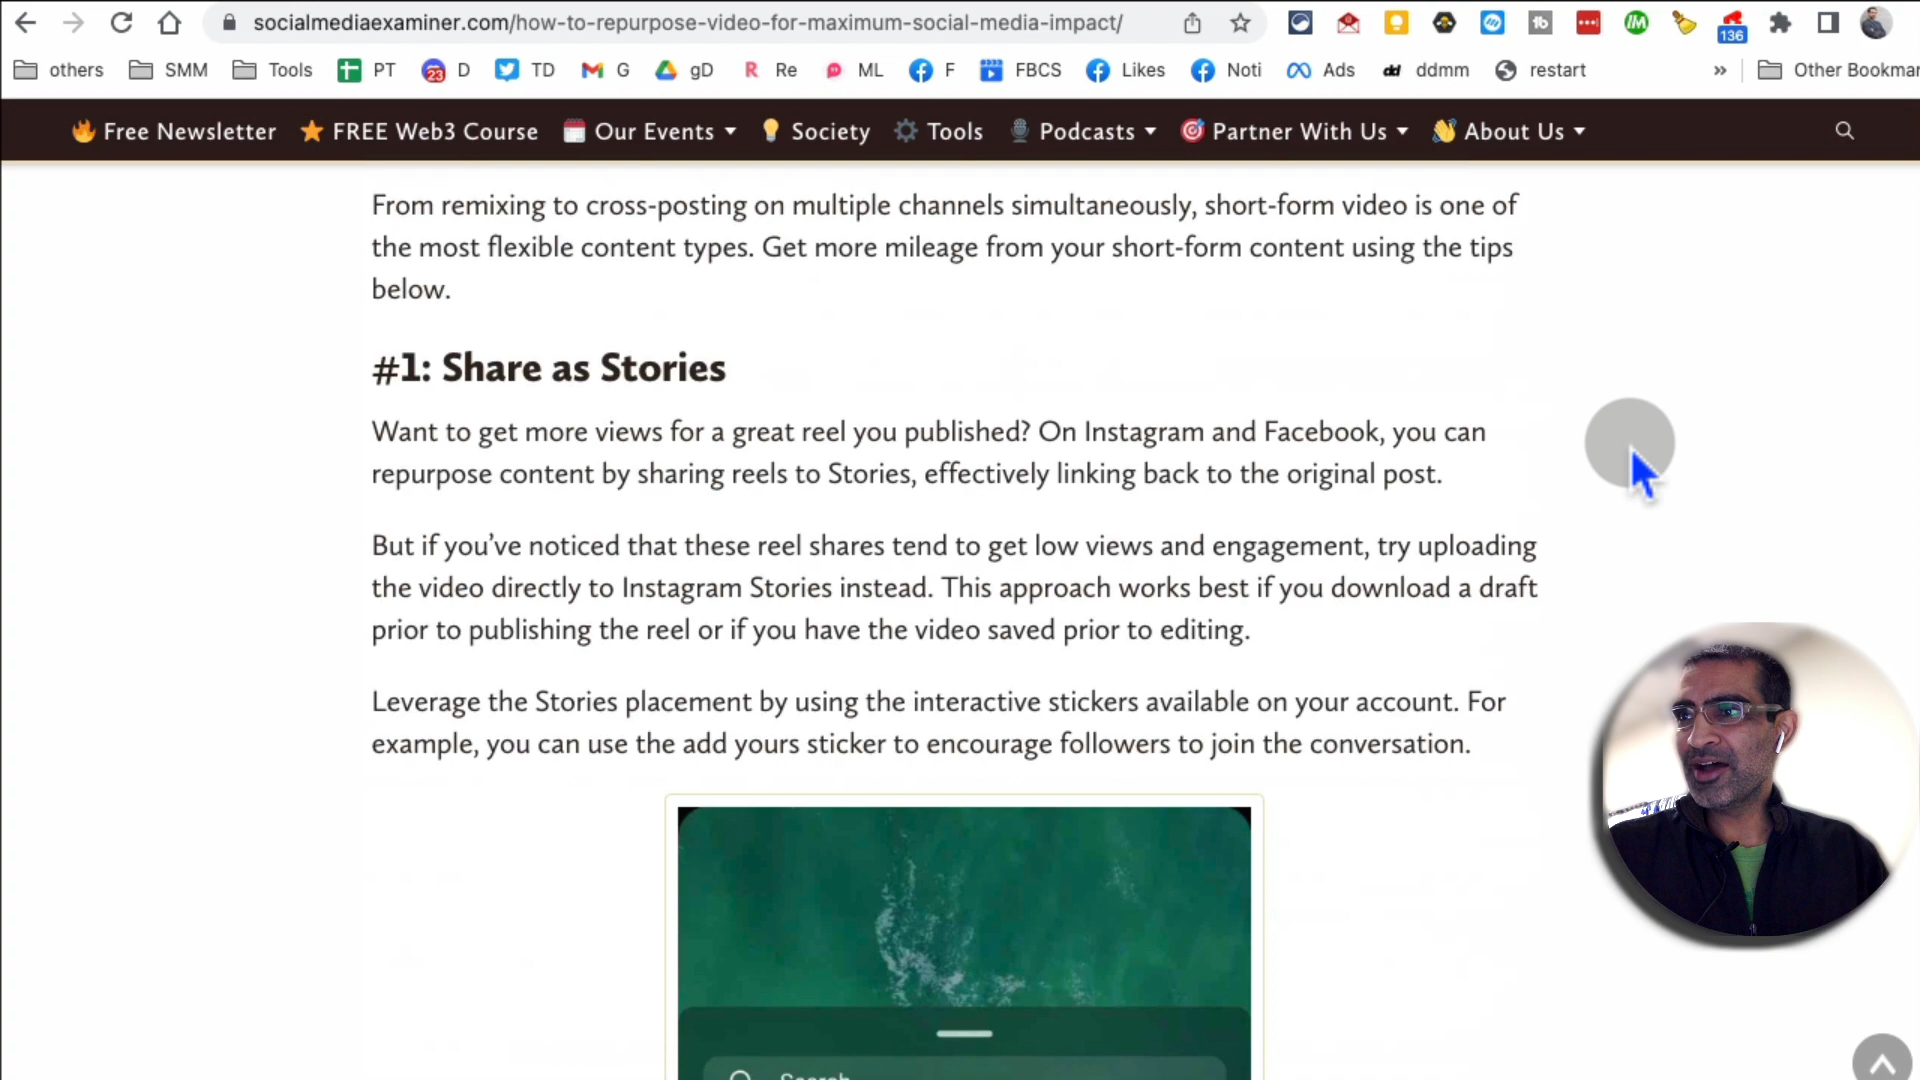 socialmediaexaminer.com/how-to-repurpose-video-for-maximum-social-media-impact/
136
others SMM Tools PT 23 D TD G gD Re ML F FBCS Likes Noti Ads ddmm restart » Other Bookmar
Free Newsletter FREE Web3 Course Our Events Society Tools Podcasts Partner With Us About Us
From remixing to cross-posting on multiple channels simultaneously, short-form video is one of
the most flexible content types. Get more mileage from your short-form content using the tips
below.
#1: Share as Stories
Want to get more views for a great reel you published? On Instagram and Facebook, you can
repurpose content by sharing reels to Stories, effectively linking back to the original post.
But if you’ve noticed that these reel shares tend to get low views and engagement, try uploading
the video directly to Instagram Stories instead. This approach works best if you download a draft
prior to publishing the reel or if you have the video saved prior to editing.
Leverage the Stories placement by using the interactive stickers available on your account. For
example, you can use the add yours sticker to encourage followers to join the conversation.
Search